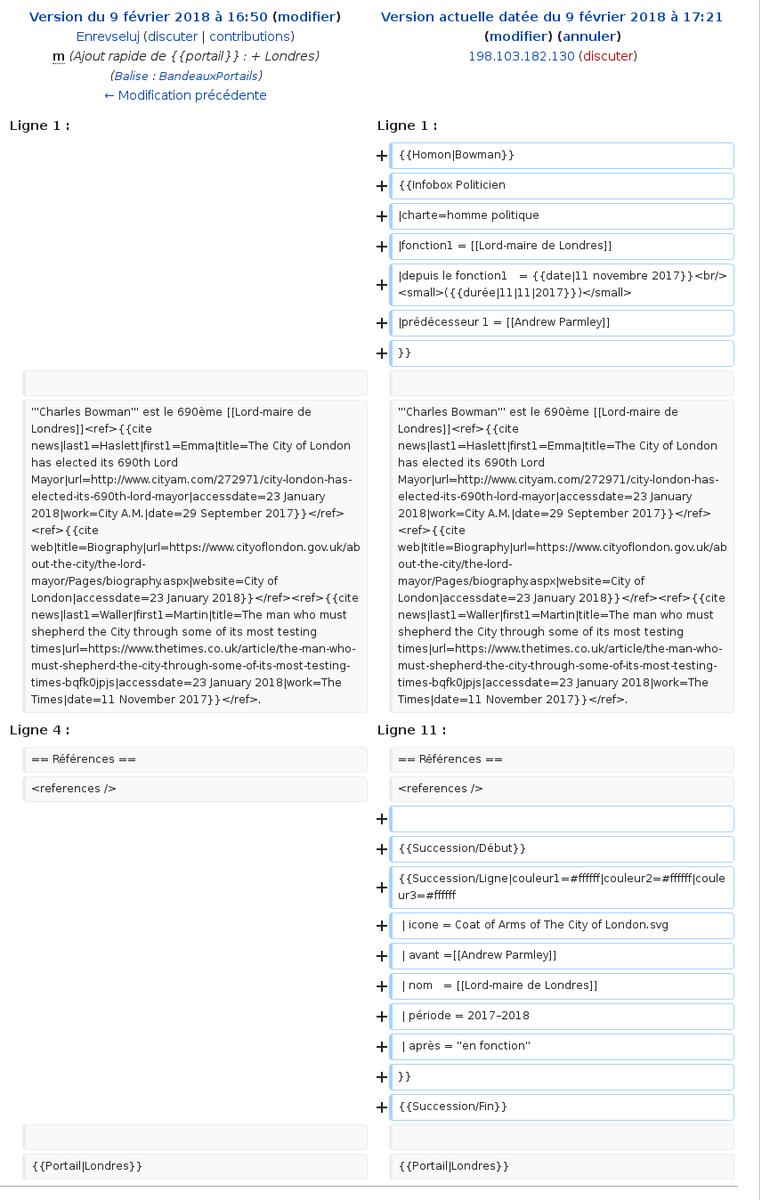 Version du 9 février 2018 à 16:50 (modifier)
Enrevseluj (discuter | contributions)
m (Ajout rapide de {{portail}} : + Londres)
(Balise : BandeauxPortails)
← Modification précédente
Version actuelle datée du 9 février 2018 à 17:21
(modifier) (annuler)
198.103.182.130 (discuter)
Ligne 1 :
Ligne 1 :
+ {{Homon|Bowman}}
+ {{Infobox Politicien
+ |charte=homme politique
+ |fonction1 = [[Lord-maire de Londres]]
+ |depuis le fonction1   = {{date|11 novembre 2017}}<br/>
<small>({{durée|11|11|2017}})</small>
+ |prédécesseur 1 = [[Andrew Parmley]]
+ }}
'''Charles Bowman''' est le 690ème [[Lord-maire de
Londres]]<ref>{{cite
news|last1=Haslett|first1=Emma|title=The City of London
has elected its 690th Lord
Mayor|url=http://www.cityam.com/272971/city-london-has-
elected-its-690th-lord-mayor|accessdate=23 January
2018|work=City A.M.|date=29 September 2017}}</ref>
<ref>{{cite
web|title=Biography|url=https://www.cityoflondon.gov.uk/ab
out-the-city/the-lord-
mayor/Pages/biography.aspx|website=City of
London|accessdate=23 January 2018}}</ref><ref>{{cite
news|last1=Waller|first1=Martin|title=The man who must
shepherd the City through some of its most testing
times|url=https://www.thetimes.co.uk/article/the-man-who-
must-shepherd-the-city-through-some-of-its-most-testing-
times-bqfk0jpjs|accessdate=23 January 2018|work=The
Times|date=11 November 2017}}</ref>.
'''Charles Bowman''' est le 690ème [[Lord-maire de
Londres]]<ref>{{cite
news|last1=Haslett|first1=Emma|title=The City of London
has elected its 690th Lord
Mayor|url=http://www.cityam.com/272971/city-london-has-
elected-its-690th-lord-mayor|accessdate=23 January
2018|work=City A.M.|date=29 September 2017}}</ref>
<ref>{{cite
web|title=Biography|url=https://www.cityoflondon.gov.uk/ab
out-the-city/the-lord-
mayor/Pages/biography.aspx|website=City of
London|accessdate=23 January 2018}}</ref><ref>{{cite
news|last1=Waller|first1=Martin|title=The man who must
shepherd the City through some of its most testing
times|url=https://www.thetimes.co.uk/article/the-man-who-
must-shepherd-the-city-through-some-of-its-most-testing-
times-bqfk0jpjs|accessdate=23 January 2018|work=The
Times|date=11 November 2017}}</ref>.
Ligne 4 :
Ligne 11 :
== Références ==
== Références ==
<references />
<references />
+
+ {{Succession/Début}}
+ {{Succession/Ligne|couleur1=#ffffff|couleur2=#ffffff|coule
ur3=#ffffff
+ | icone = Coat of Arms of The City of London.svg
+ | avant =[[Andrew Parmley]]
+ | nom   = [[Lord-maire de Londres]]
+ | période = 2017–2018
+ | après = ''en fonction''
+ }}
+ {{Succession/Fin}}
{{Portail|Londres}}
{{Portail|Londres}}